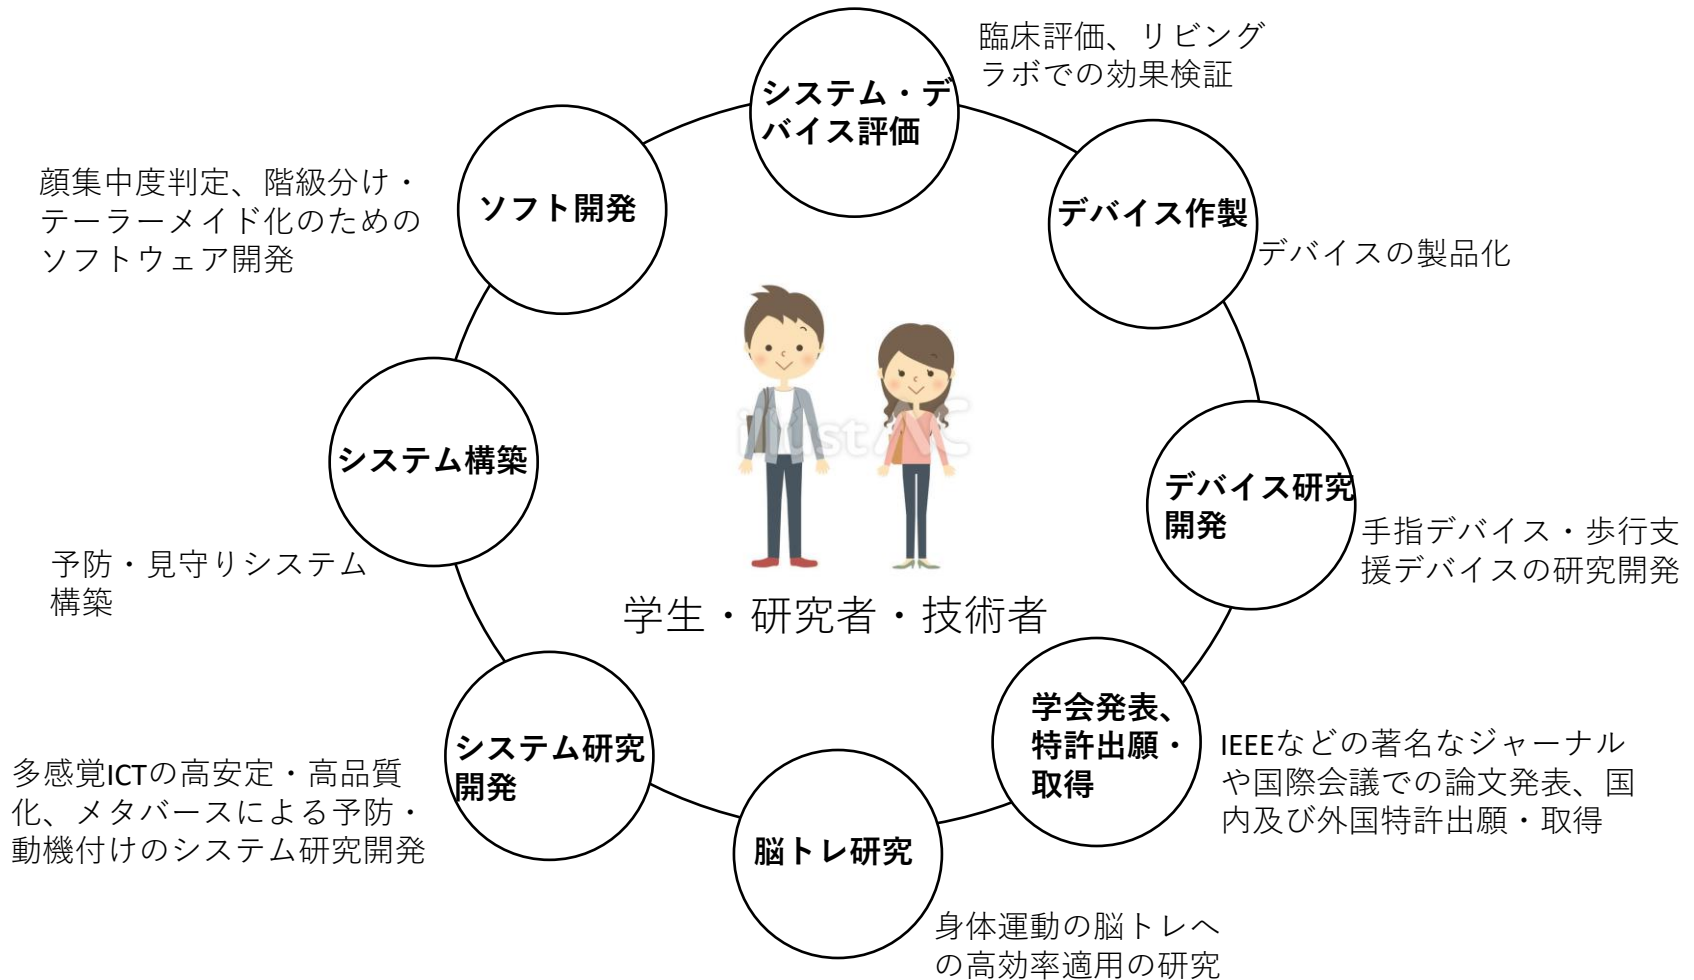 臨床評価、リビング
ラボでの効果検証
システム・デ
バイス評価
ソフト開発
顔集中度判定、階級分け・
テーラーメイド化のための
ソフトウェア開発
デバイス作製
デバイスの製品化
システム構築
予防・見守りシステム
構築
illustAC
デバイス研究
開発
手指デバイス・歩行支
援デバイスの研究開発
学生・研究者・技術者
システム研究
開発
多感覚ICTの高安定・高品質
化、メタバースによる予防・
動機付けのシステム研究開発
学会発表、
特許出願・
取得
IEEEなどの著名なジャーナル
や国際会議での論文発表、国
内及び外国特許出願・取得
脳トレ研究
身体運動の脳トレへ
の高効率適用の研究